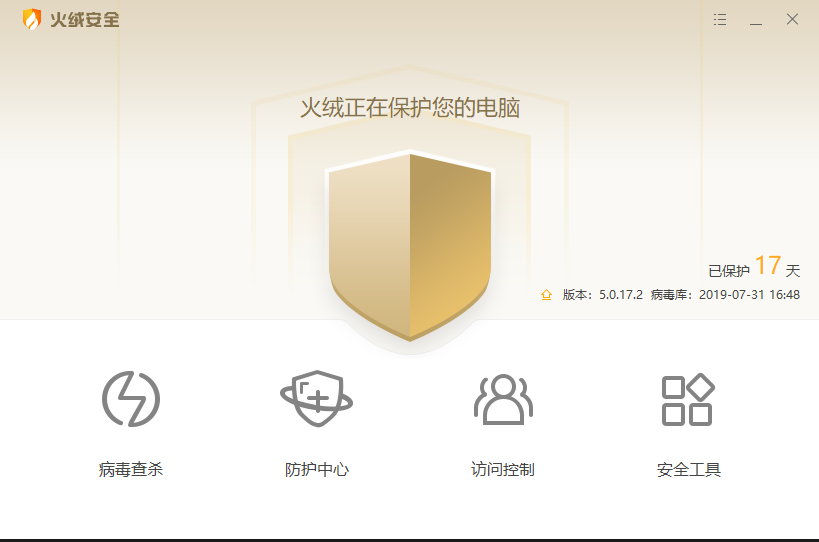 火绒安全
火绒正在保护您的电脑
已保护 17 天
版本：5.0.17.2 病毒库：2019-07-31 16:48
病毒查杀 防护中心 访问控制 安全工具